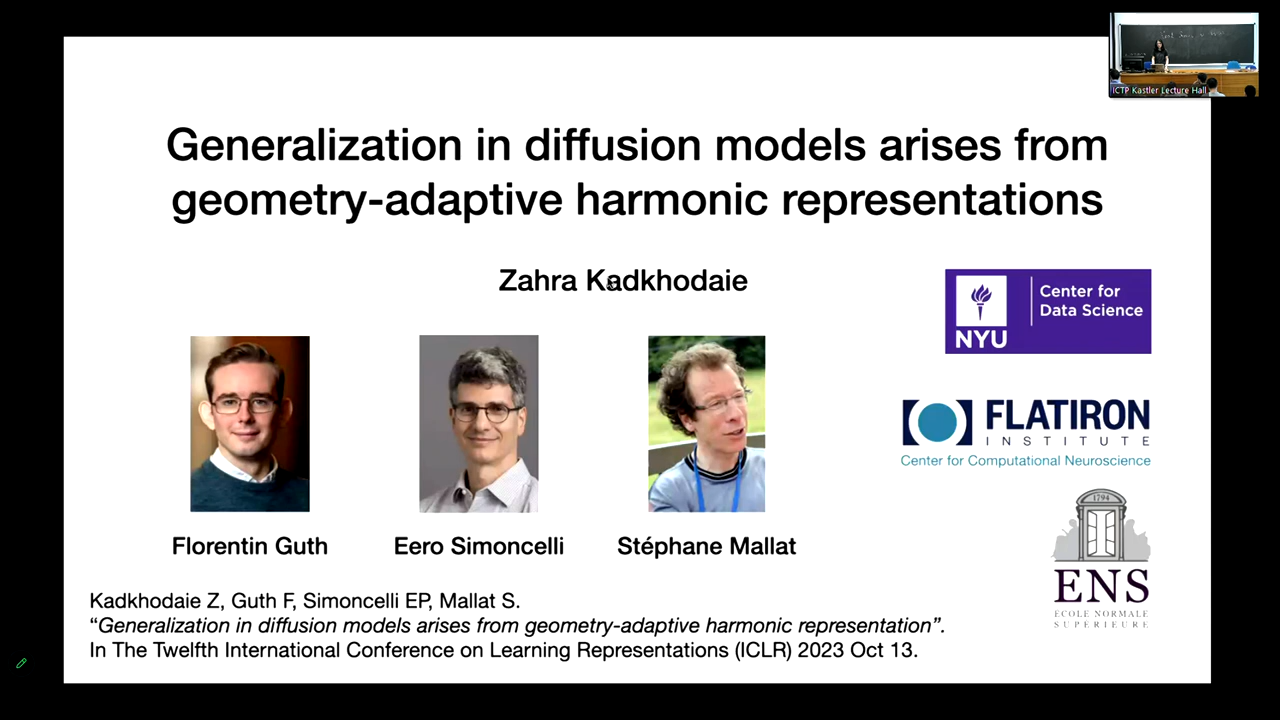 ICTP Kastler Lecture Hall
Generalization in diffusion models arises from
geometry-adaptive harmonic representations
Zahra Kadkhodaie
NYU
Center for
Data Science
FLATIRON
INSTITUTE
Center for Computational Neuroscience
1794
ENS
ECOLE NORMALE
SUPERIEURE
Florentin Guth
Eero Simoncelli
Stéphane Mallat
Kadkhodaie Z, Guth F, Simoncelli EP, Mallat S.
“Generalization in diffusion models arises from geometry-adaptive harmonic representation”.
In The Twelfth International Conference on Learning Representations (ICLR) 2023 Oct 13.